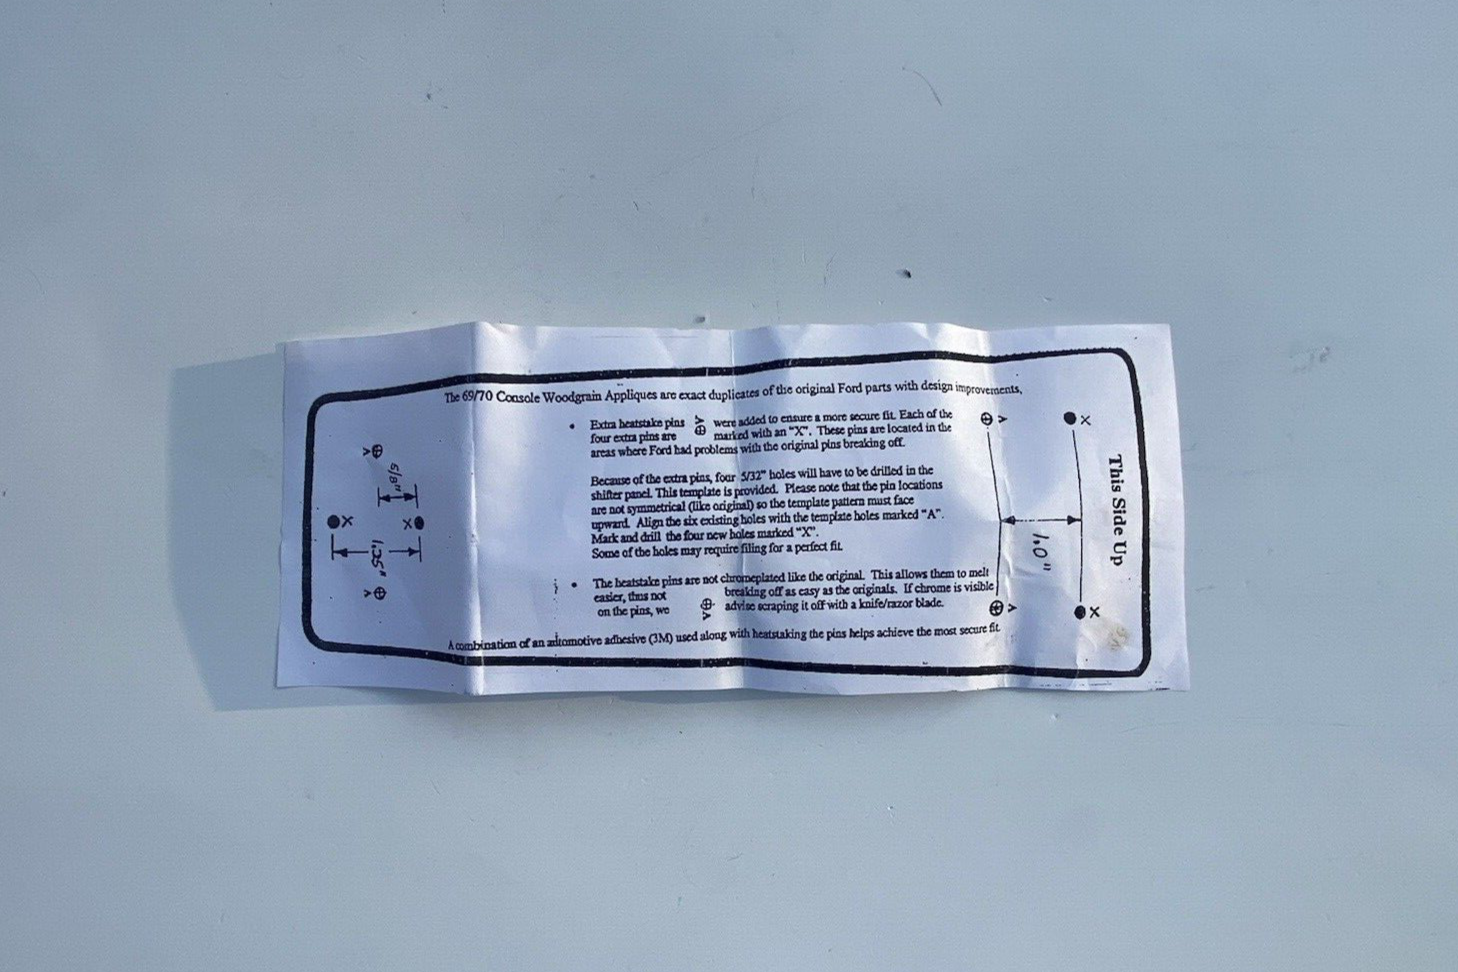 The 69/70 Console Woodgrain Appliques are exact duplicates of the original Ford parts with design improvements,
• Extra heatstake pins A were added to ensure a more secure fit. Each of the
four extra pins are marked with an "X". These pins are located in the
areas where Ford had problems with the original pins breaking off.
Because of the extra pins, four 5/32" holes will have to be drilled in the
shifter panel. This template is provided. Please note that the pin locations
are not symmetrical (like original) so the template pattern must face
upward. Align the six existing holes with the template holes marked "A".
Mark and drill the four new holes marked "X".
Some of the holes may require filing for a perfect fit.
• The heatstake pins are not chromeplated like the original. This allows them to melt
easier, thus not breaking off as easy as the originals. If chrome is visible
on the pins, we A advise scraping it off with a knife/razor blade.
A combination of an automotive adhesive (3M) used along with heatstaking the pins helps achieve the most secure fit.
This Side Up
X
X
A
A
1.0"
A
5/8"
X
X
1.25"
A